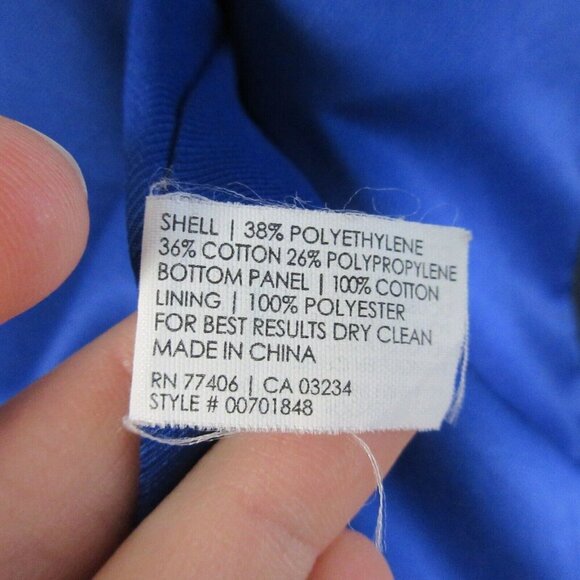 SHELL | 38% POLYETHYLENE
36% COTTON 26% POLYPROPYLENE
BOTTOM PANEL | 100% COTTON
LINING | 100% POLYESTER
FOR BEST RESULTS DRY CLEAN
MADE IN CHINA
RN 77406 | CA 03234
STYLE # 00701848